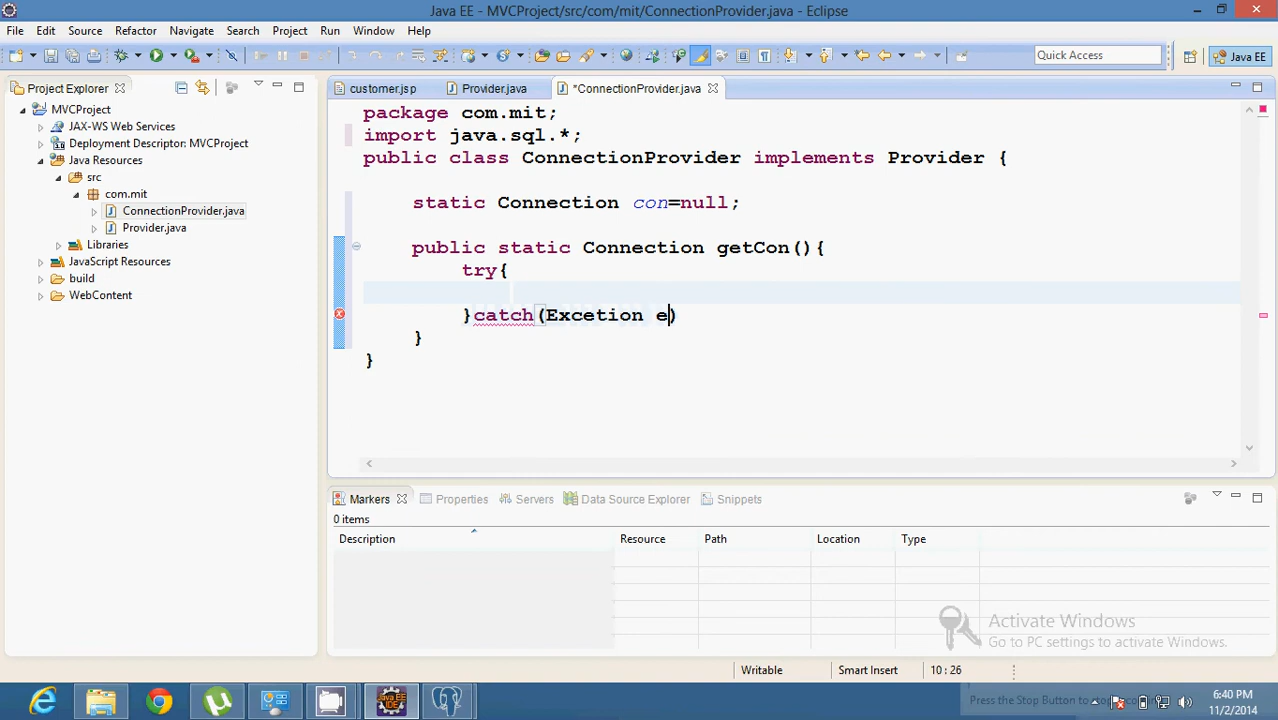 Java EE - MVCProject/src/com/mit/ConnectionProvider.java - Eclipse
File Edit Source Refactor Navigate Search Project Run Window Help
Quick Access
Java EE
Project Explorer
customer.jsp
Provider.java
*ConnectionProvider.java
MVCProject
JAX-WS Web Services
Deployment Descriptor: MVCProject
Java Resources
src
com.mit
ConnectionProvider.java
Provider.java
Libraries
JavaScript Resources
build
WebContent
package com.mit;
import java.sql.*;
public class ConnectionProvider implements Provider {
static Connection con=null;
public static Connection getCon(){
try{
}catch(Excetion e)
}
}
Markers
Properties
Servers
Data Source Explorer
Snippets
0 items
Description Resource Path Location Type
Activate Windows
Go to PC settings to activate Windows.
Writable Smart Insert 10 : 26
Press the Stop Button to
6:40 PM
11/2/2014